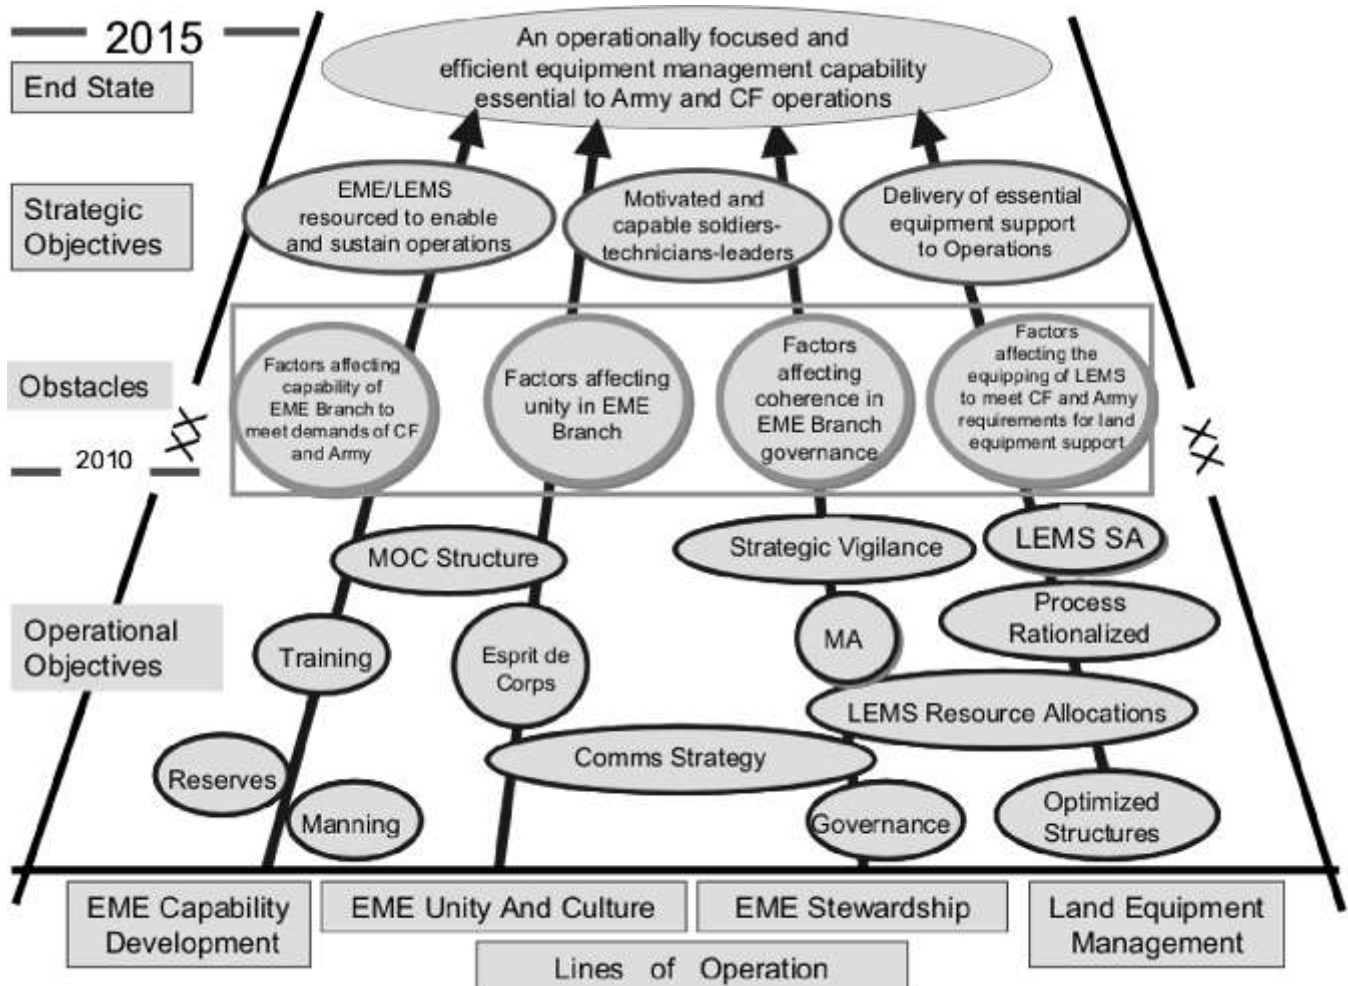 2015
End State
An operationally focused and
efficient equipment management capability
essential to Army and CF operations
Strategic
Objectives
EME/LEMS
resourced to enable
and sustain operations
Motivated and
capable soldiers-
technicians-leaders
Delivery of essential
equipment support
to Operations
Obstacles
Factors affecting
capability of
EME Branch to
meet demands of CF
and Army
Factors affecting
unity in EME
Branch
Factors
affecting
coherence in
EME Branch
governance
Factors
affecting the
equipping of LEMS
to meet CF and Army
requirements for land
equipment support
XX
XX
2010
MOC Structure
Strategic Vigilance
LEMS SA
Operational
Objectives
Training
Esprit de
Corps
MA
Process
Rationalized
LEMS Resource Allocations
Reserves
Manning
Comms Strategy
Governance
Optimized
Structures
EME Capability
Development
EME Unity And Culture
EME Stewardship
Land Equipment
Management
Lines of Operation